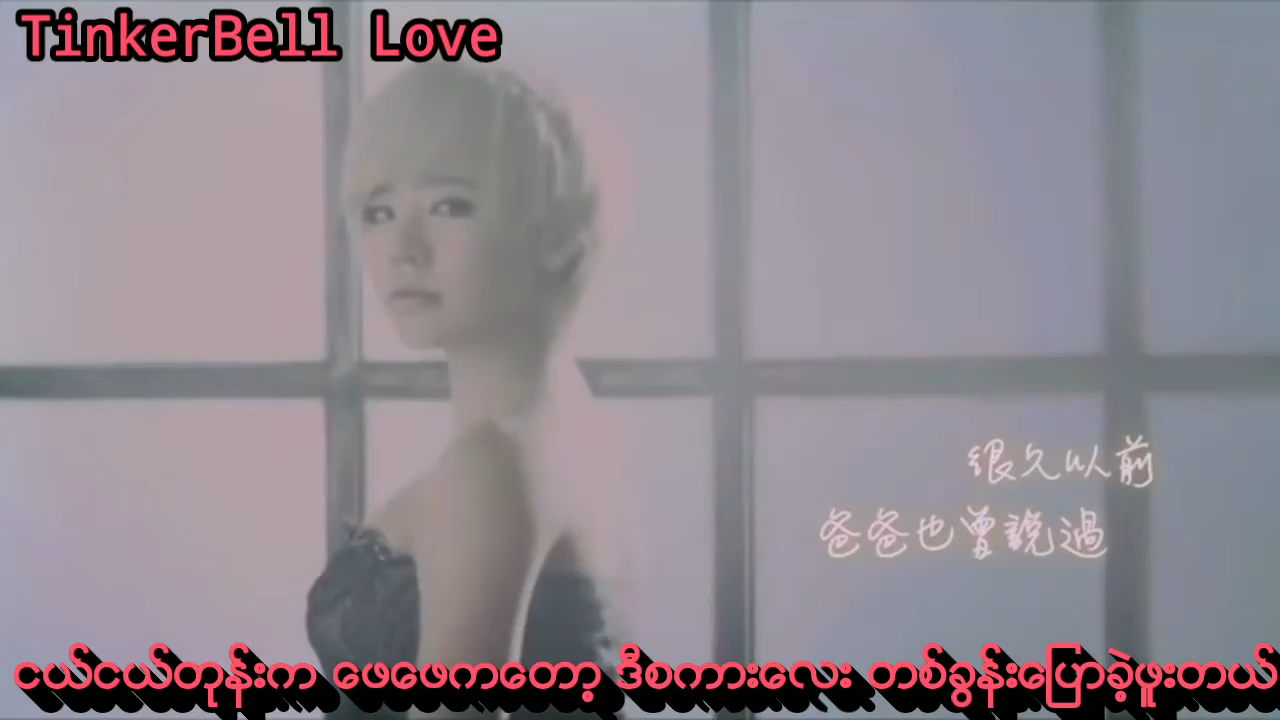 TinkerBell Love
很久以前
爸爸也曾說過
ငယ်ငယ်တုန်းက ဖေဖေကတော့ ဒီစကားလေး တစ်ခွန်းပြောခဲ့ဖူးတယ်